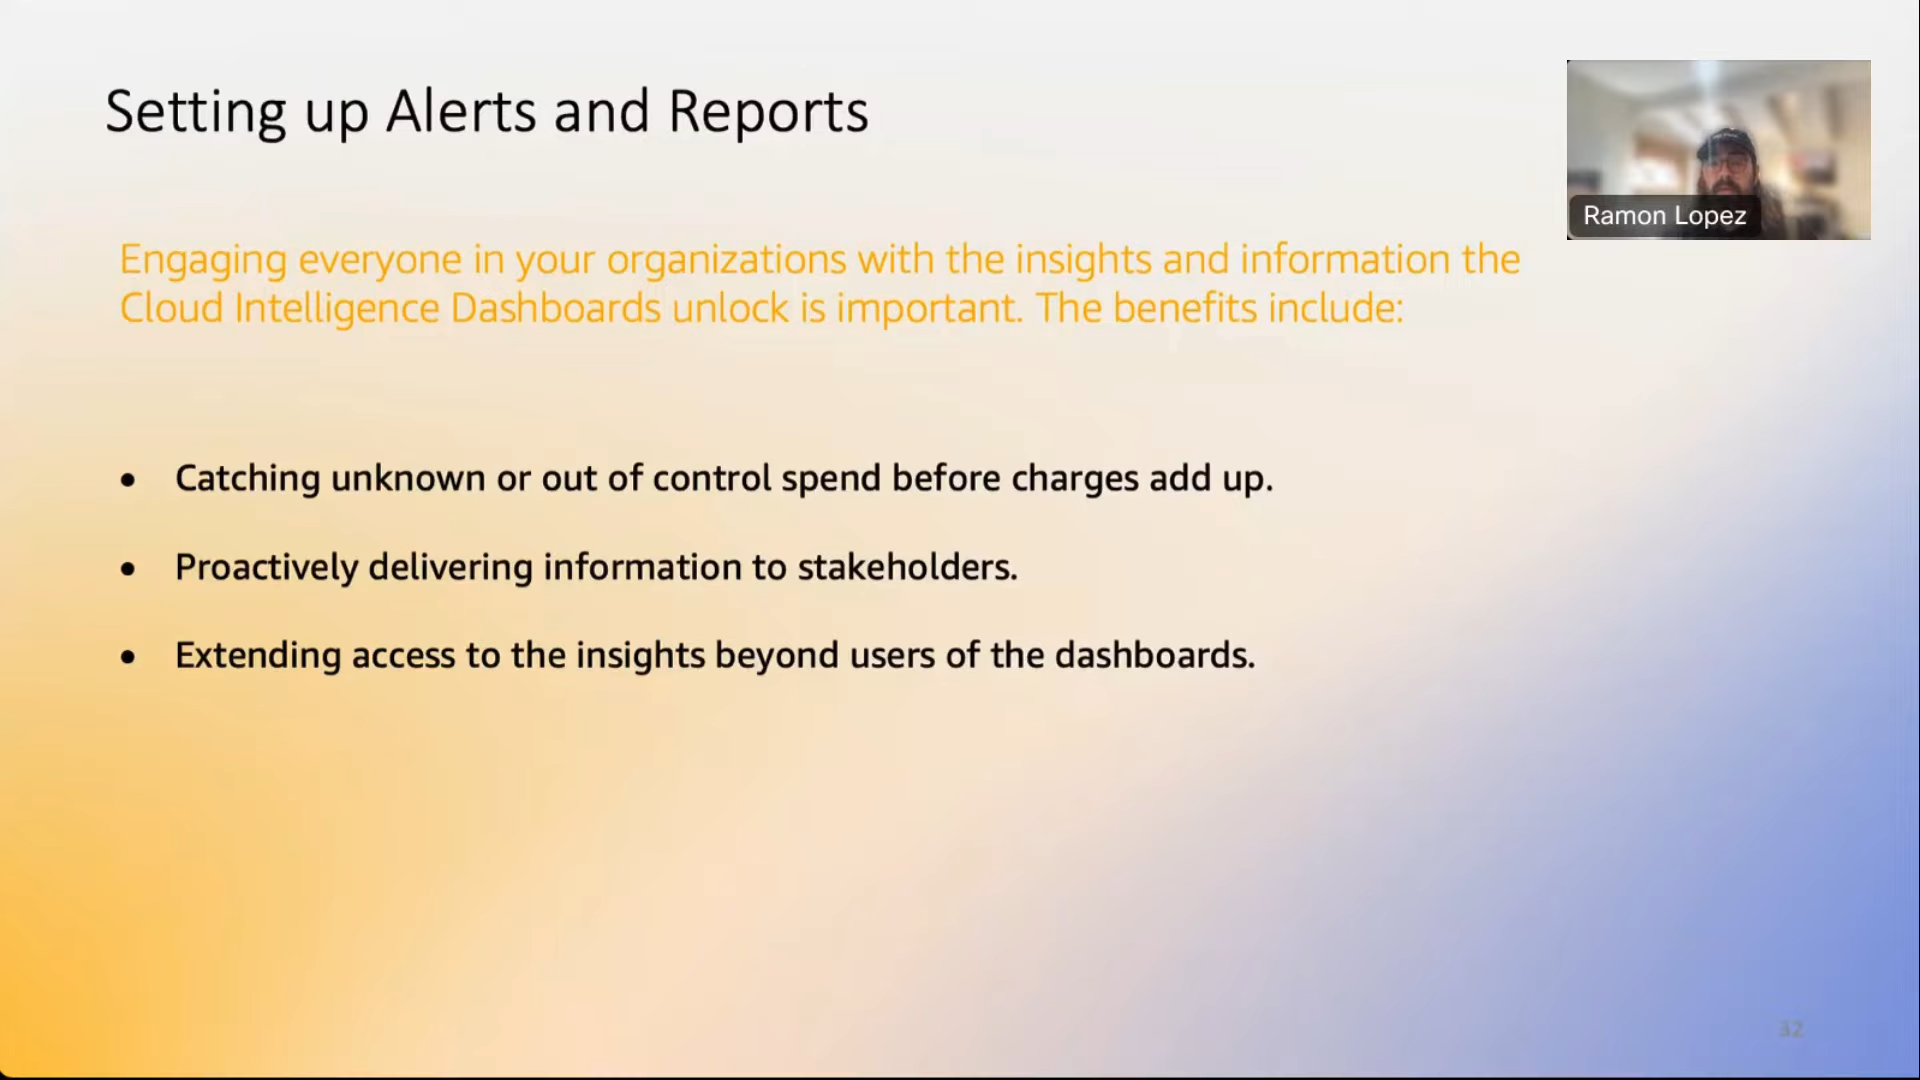 Setting up Alerts and Reports
Ramon Lopez
Engaging everyone in your organizations with the insights and information the
Cloud Intelligence Dashboards unlock is important. The benefits include:
• Catching unknown or out of control spend before charges add up.
• Proactively delivering information to stakeholders.
• Extending access to the insights beyond users of the dashboards.
32